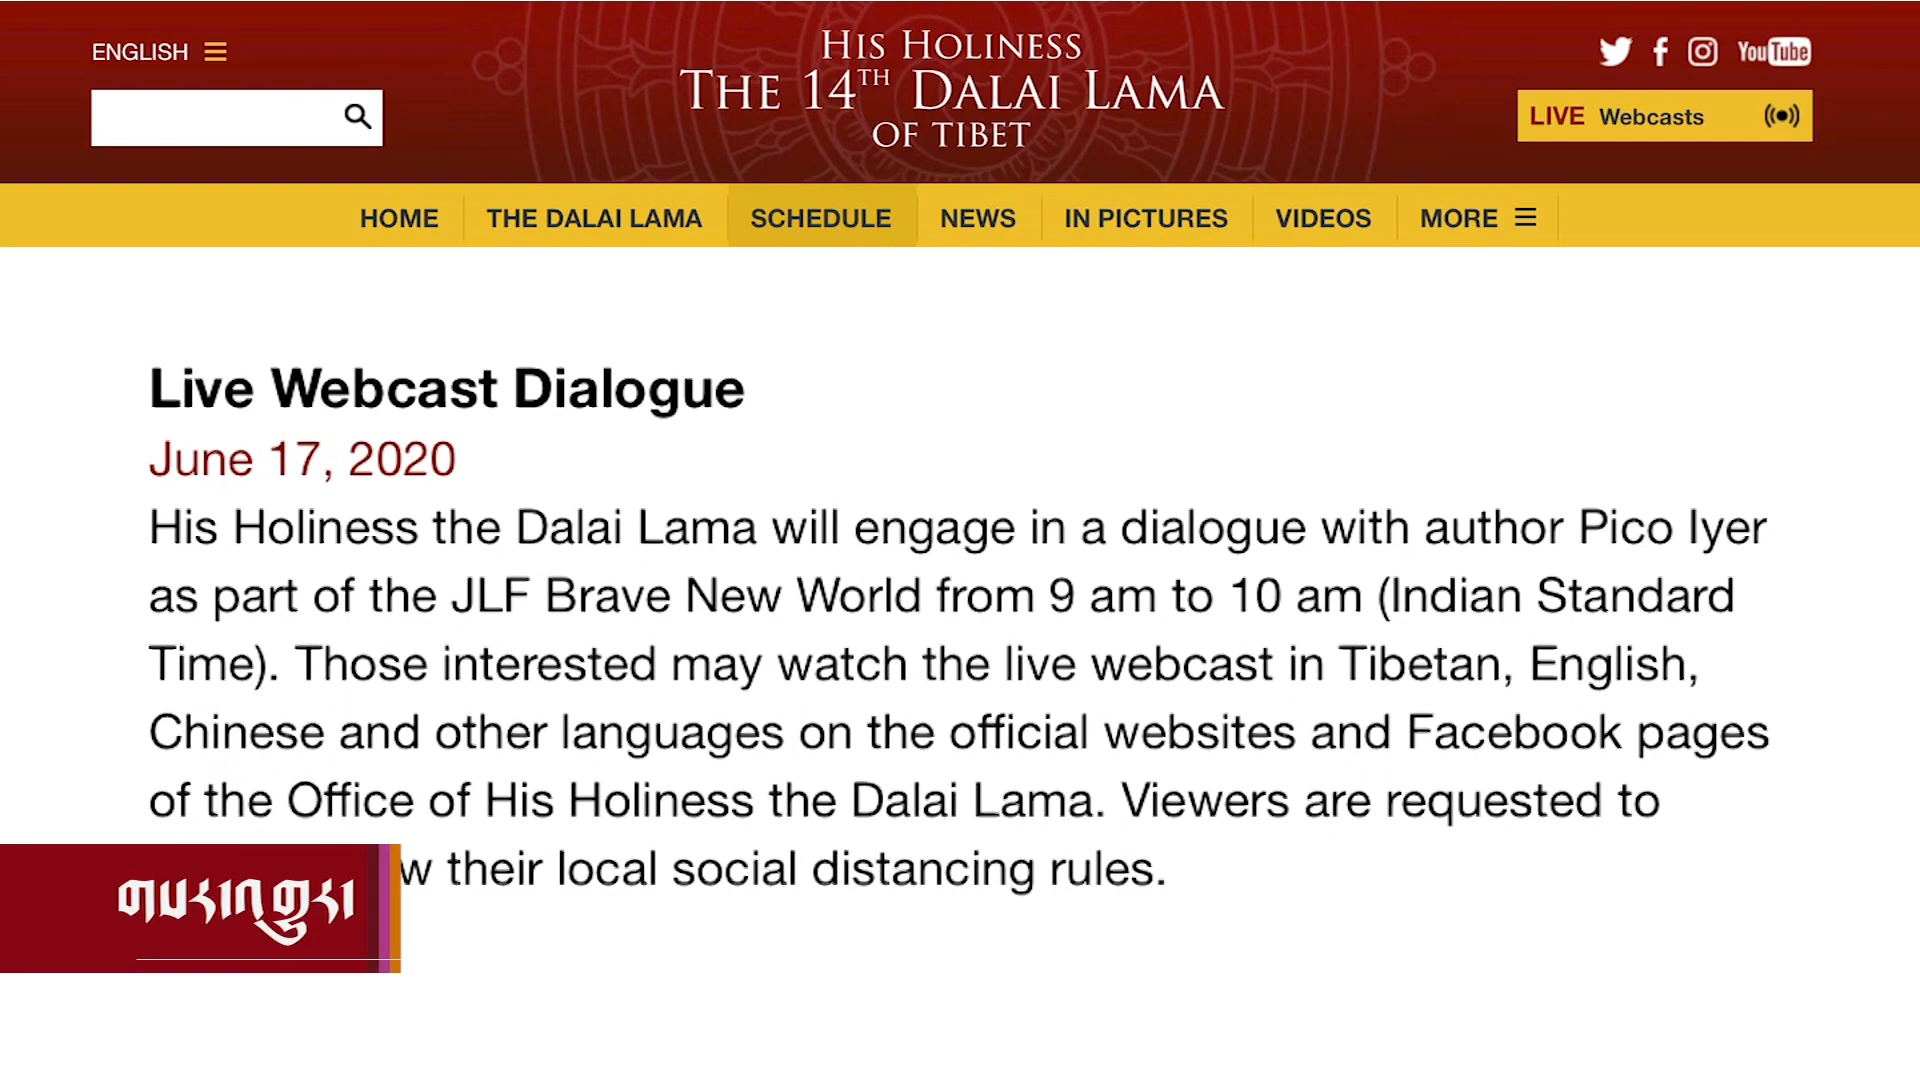 ENGLISH
HIS HOLINESS
THE 14TH DALAI LAMA
OF TIBET
YouTube
LIVE Webcasts
HOME
THE DALAI LAMA
SCHEDULE
NEWS
IN PICTURES
VIDEOS
MORE
Live Webcast Dialogue
June 17, 2020
His Holiness the Dalai Lama will engage in a dialogue with author Pico Iyer
as part of the JLF Brave New World from 9 am to 10 am (Indian Standard
Time). Those interested may watch the live webcast in Tibetan, English,
Chinese and other languages on the official websites and Facebook pages
of the Office of His Holiness the Dalai Lama. Viewers are requested to
their local social distancing rules.